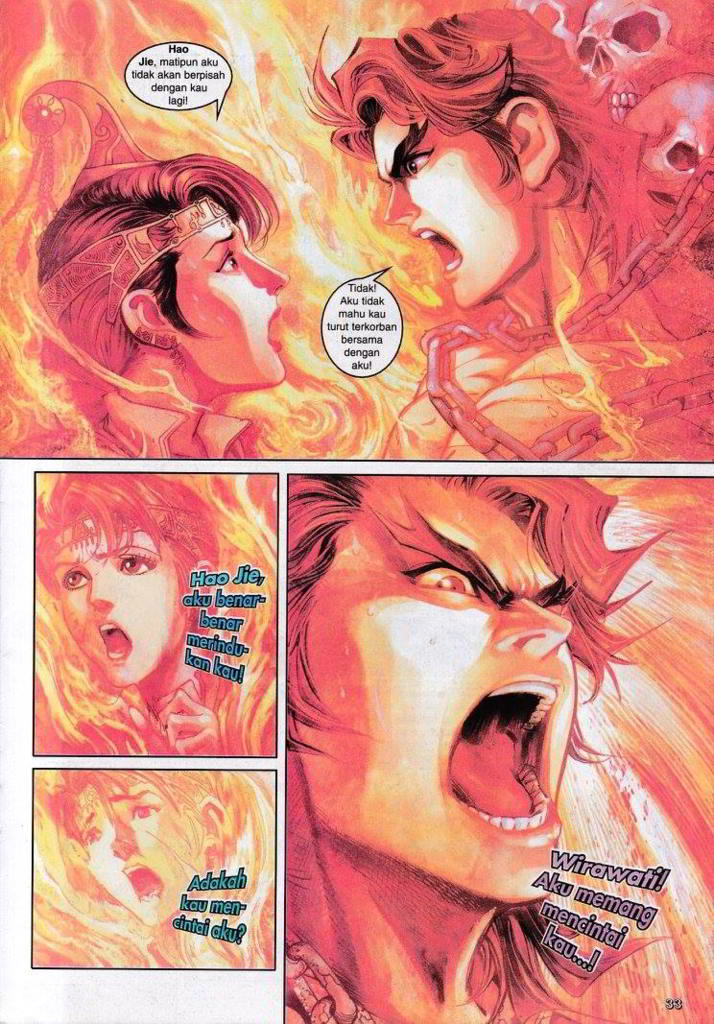 Hao
Jie, matipun aku
tidak akan berpisah
dengan kau
lagi!
Tidak!
Aku tidak
mahu kau
turut terkorban
bersama
dengan
aku!
Hao Jie,
aku benar-
benar
merindu-
kan kau!
Adakah
kau men-
cintai aku?
Wirawati!
Aku memang
mencintai
kau...!
33